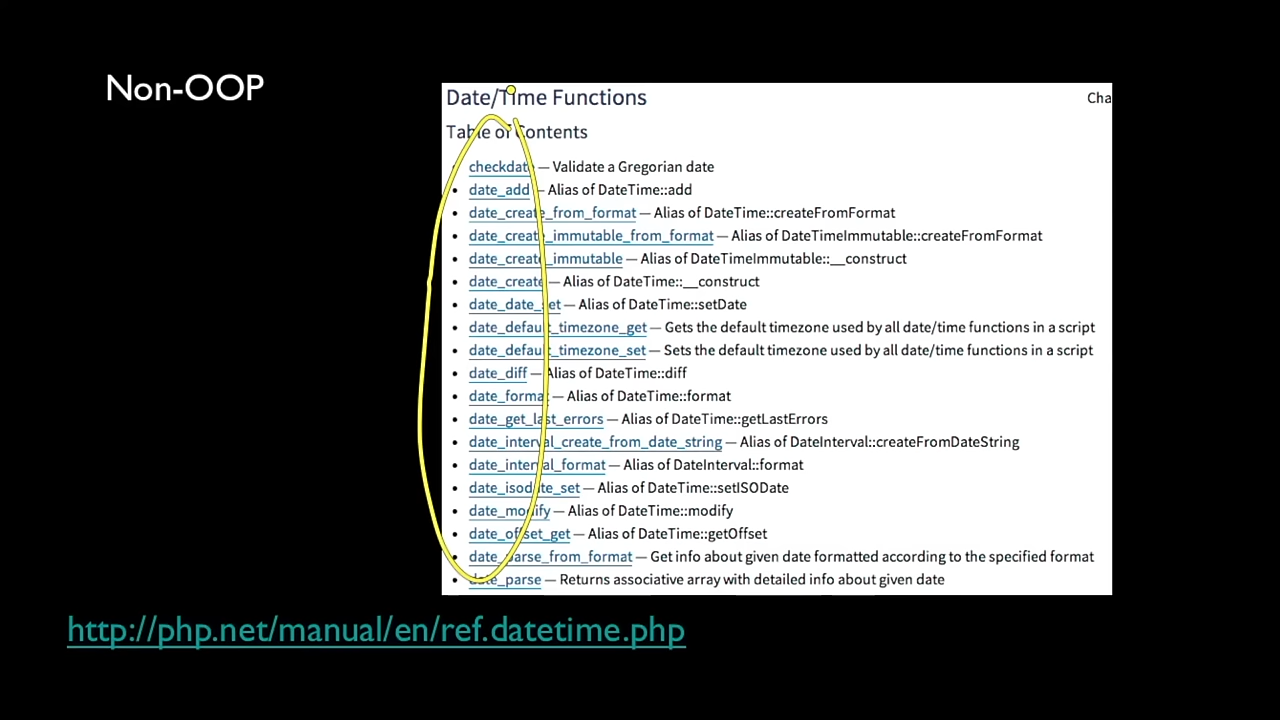 Non-OOP
Date/Time Functions
Cha
Table of Contents
• checkdate — Validate a Gregorian date
• date_add — Alias of DateTime::add
• date_create_from_format — Alias of DateTime::createFromFormat
• date_create_immutable_from_format — Alias of DateTimeImmutable::createFromFormat
• date_create_immutable — Alias of DateTimeImmutable::__construct
• date_create — Alias of DateTime::__construct
• date_date_set — Alias of DateTime::setDate
• date_default_timezone_get — Gets the default timezone used by all date/time functions in a script
• date_default_timezone_set — Sets the default timezone used by all date/time functions in a script
• date_diff — Alias of DateTime::diff
• date_format — Alias of DateTime::format
• date_get_last_errors — Alias of DateTime::getLastErrors
• date_interval_create_from_date_string — Alias of DateInterval::createFromDateString
• date_interval_format — Alias of DateInterval::format
• date_isodate_set — Alias of DateTime::setISODate
• date_modify — Alias of DateTime::modify
• date_offset_get — Alias of DateTime::getOffset
• date_parse_from_format — Get info about given date formatted according to the specified format
• date_parse — Returns associative array with detailed info about given date
http://php.net/manual/en/ref.datetime.php